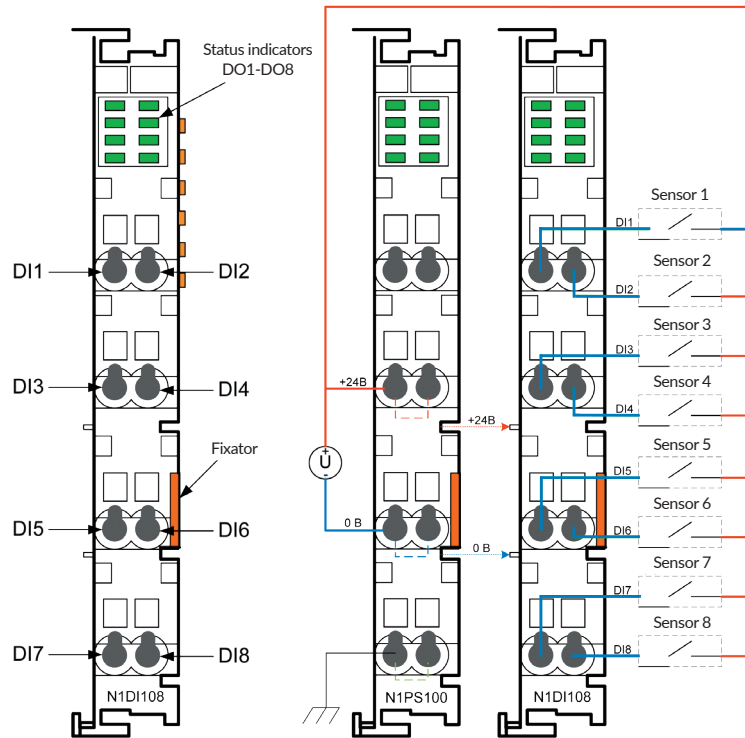 Status indicators
DO1-DO8
DI1
DI2
DI3
DI4
Fixator
DI5
DI6
DI7
DI8
N1DI108
+24В
+
U
-
0 В
N1PS100
+24В
0 В
N1DI108
DI1
Sensor 1
DI2
Sensor 2
DI3
Sensor 3
DI4
Sensor 4
DI5
Sensor 5
DI6
Sensor 6
DI7
Sensor 7
DI8
Sensor 8